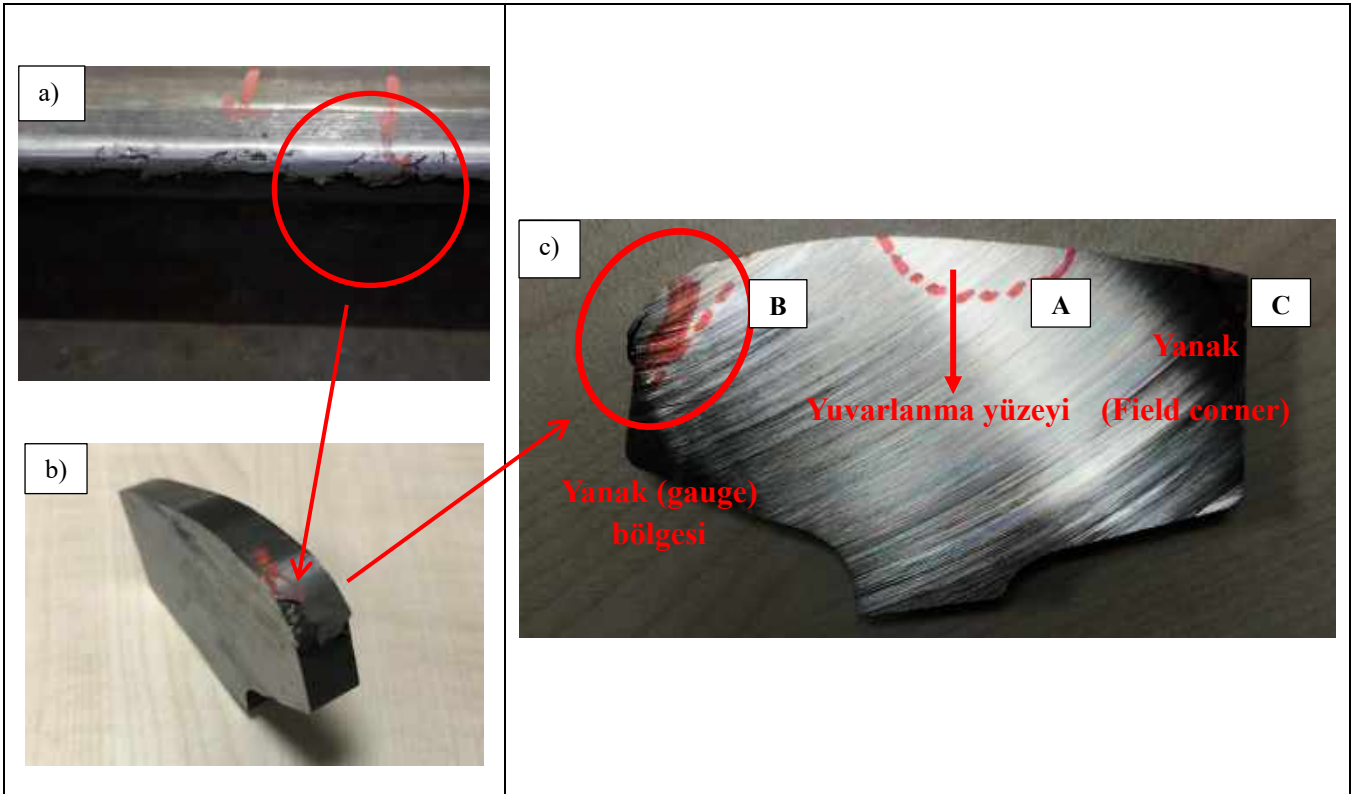 a)
b)
c)
B
A
C
Yanak
Yuvarlanma yüzeyi (Field corner)
Yanak (gauge)
bölgesi